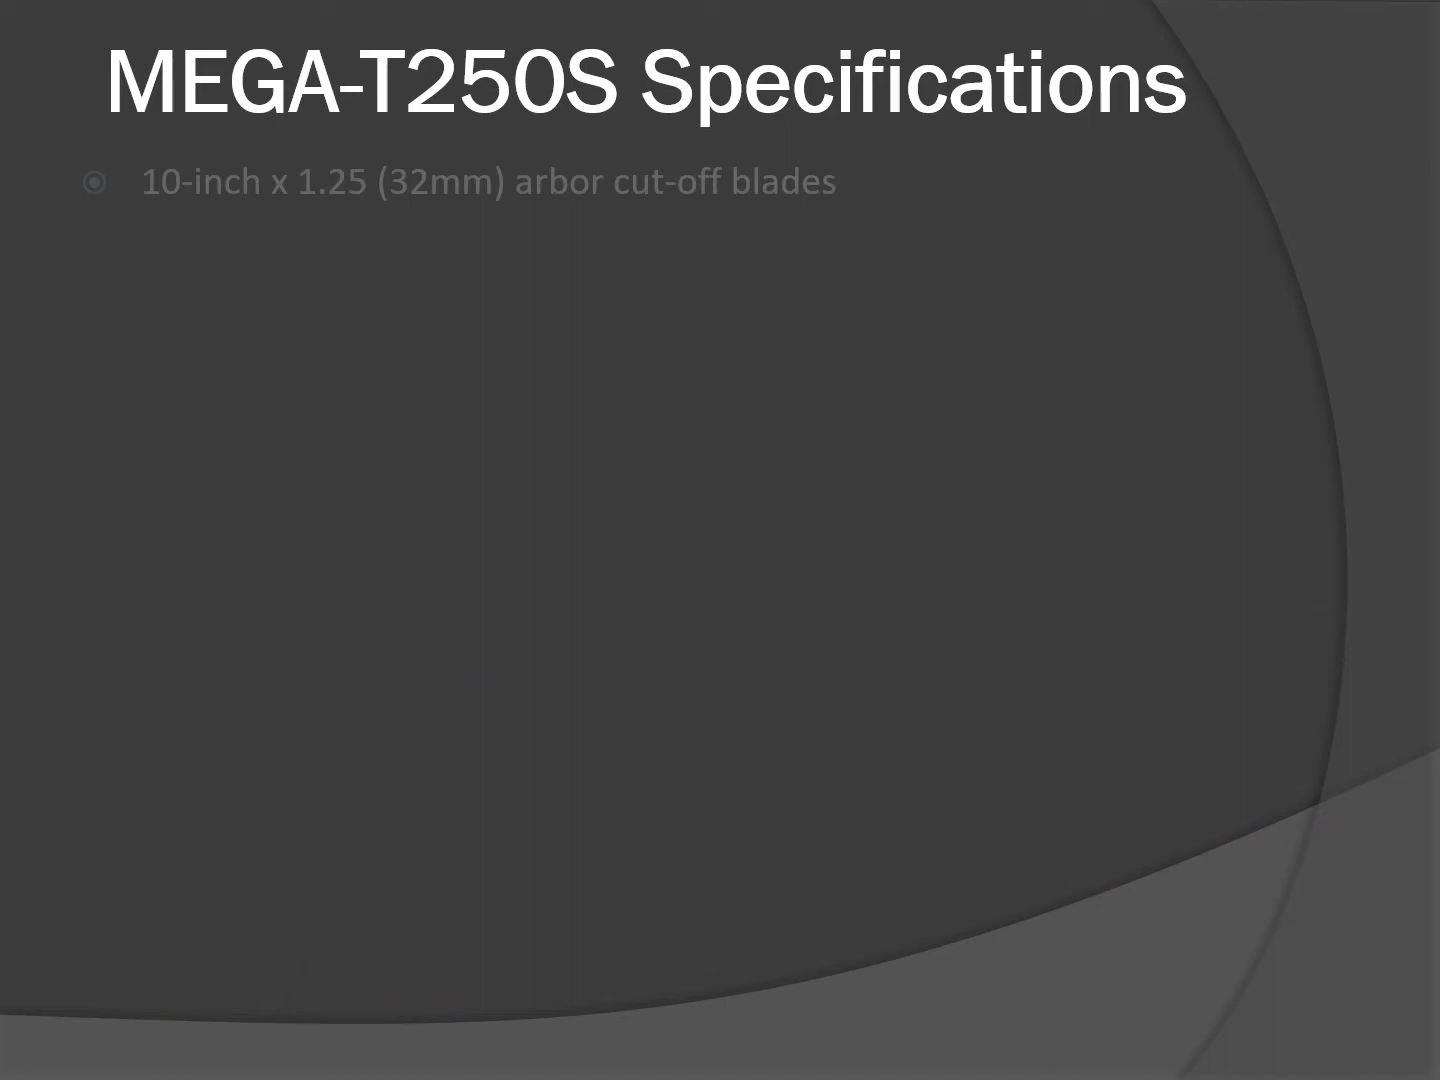 MEGA-T250S Specifications
10-inch x 1.25 (32mm) arbor cut-off blades